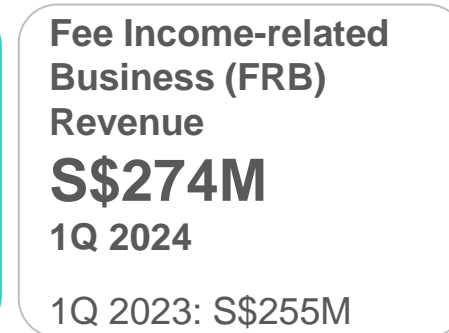 Fee Income-related
Business (FRB)
Revenue
S$274M
1Q 2024
1Q 2023: S$255M